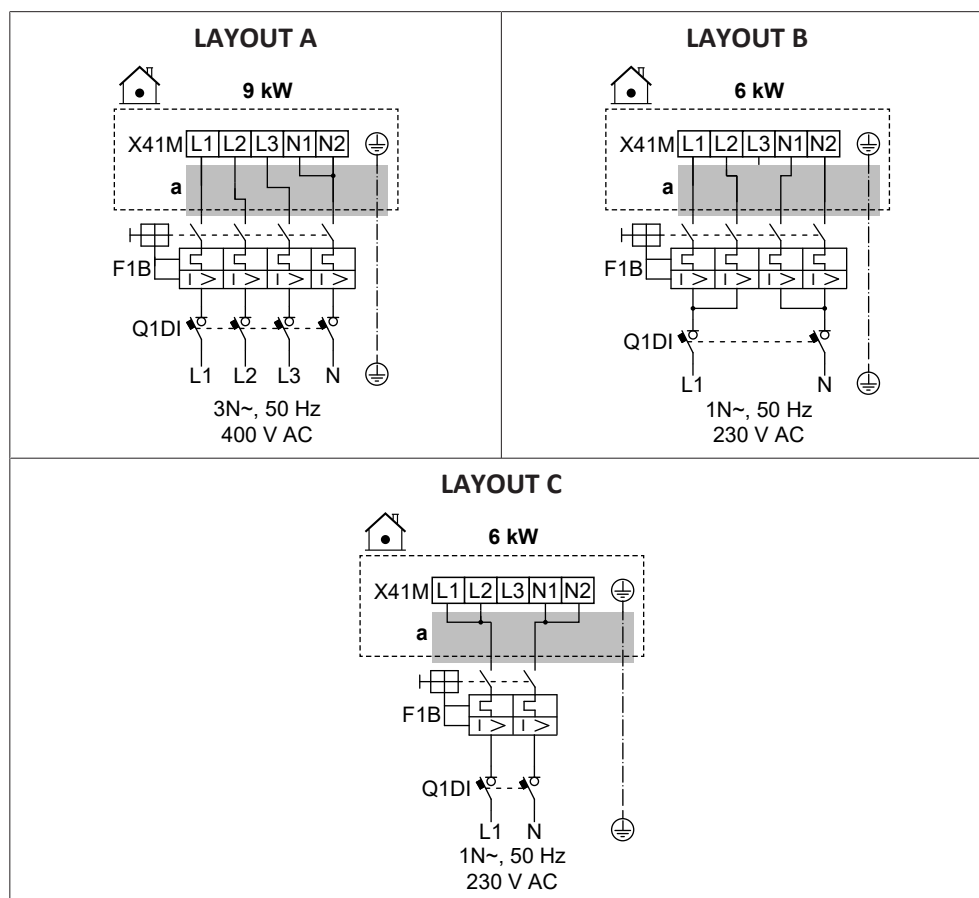 LAYOUT A
9 kW
X41M L1 L2 L3 N1 N2
a
F1B
I > I > I > I >
Q1DI
L1 L2 L3 N
3N~, 50 Hz
400 V AC
LAYOUT B
6 kW
X41M L1 L2 L3 N1 N2
a
F1B
I > I > I > I >
Q1DI
L1 N
1N~, 50 Hz
230 V AC
LAYOUT C
6 kW
X41M L1 L2 L3 N1 N2
a
F1B
I > I >
Q1DI
L1 N
1N~, 50 Hz
230 V AC